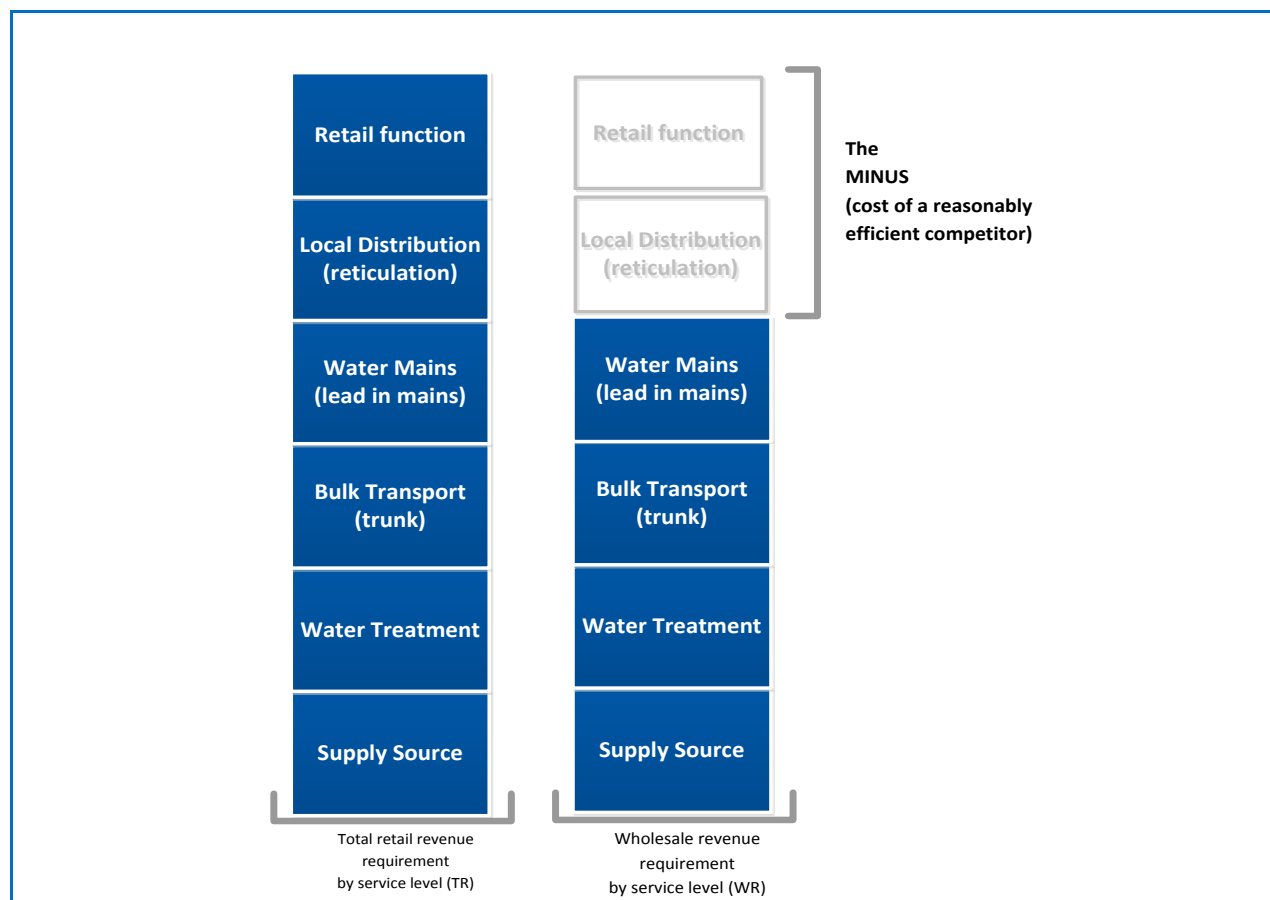 Retail function
Local Distribution
(reticulation)
Water Mains
(lead in mains)
Bulk Transport
(trunk)
Water Treatment
Supply Source
Total retail revenue
requirement
by service level (TR)
Retail function
Local Distribution
(reticulation)
Water Mains
(lead in mains)
Bulk Transport
(trunk)
Water Treatment
Supply Source
Wholesale revenue
requirement
by service level (WR)
The
MINUS
(cost of a reasonably
efficient competitor)